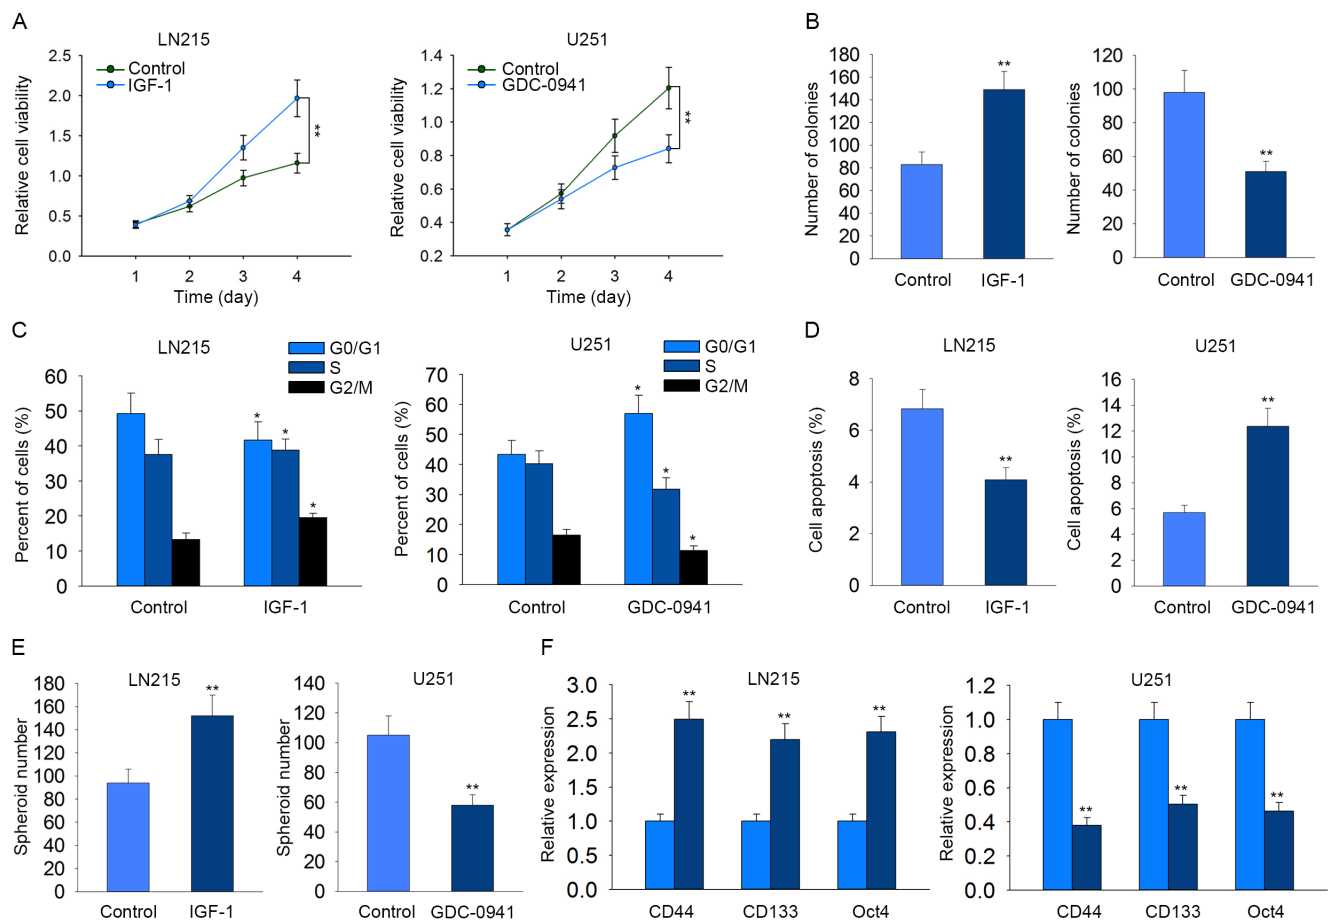 A
LN215
Relative cell viability
2.5
2.0
1.5
1.0
0.5
0.0
Control
IGF-1
**
1 2 3 4
Time (day)
U251
Relative cell viability
1.4
1.2
1.0
0.8
0.6
0.4
0.2
Control
GDC-0941
**
1 2 3 4
Time (day)
B
Number of colonies
180
160
140
120
100
80
60
40
20
0
**
Control IGF-1
Number of colonies
120
100
80
60
40
20
0
**
Control GDC-0941
C
LN215
G0/G1
S
G2/M
Percent of cells (%)
60
50
40
30
20
10
0
* *
*
Control IGF-1
U251
G0/G1
S
G2/M
Percent of cells (%)
70
60
50
40
30
20
10
0
*
*
*
Control GDC-0941
D
LN215
Cell apoptosis (%)
8
6
4
2
0
**
Control IGF-1
U251
Cell apoptosis (%)
16
14
12
10
8
6
4
2
0
**
Control GDC-0941
E
LN215
Spheroid number
180
160
140
120
100
80
60
40
20
0
**
Control IGF-1
U251
Spheroid number
140
120
100
80
60
40
20
0
**
Control GDC-0941
F
LN215
Relative expression
3.0
2.5
2.0
1.5
1.0
0.5
0.0
** ** **
CD44 CD133 Oct4
U251
Relative expression
1.2
1.0
0.8
0.6
0.4
0.2
0.0
** ** **
CD44 CD133 Oct4